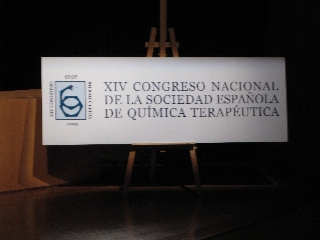 XIV CONGRESO NACIONAL
DE LA SOCIEDAD ESPAÑOLA
DE QUÍMICA TERAPÉUTICA